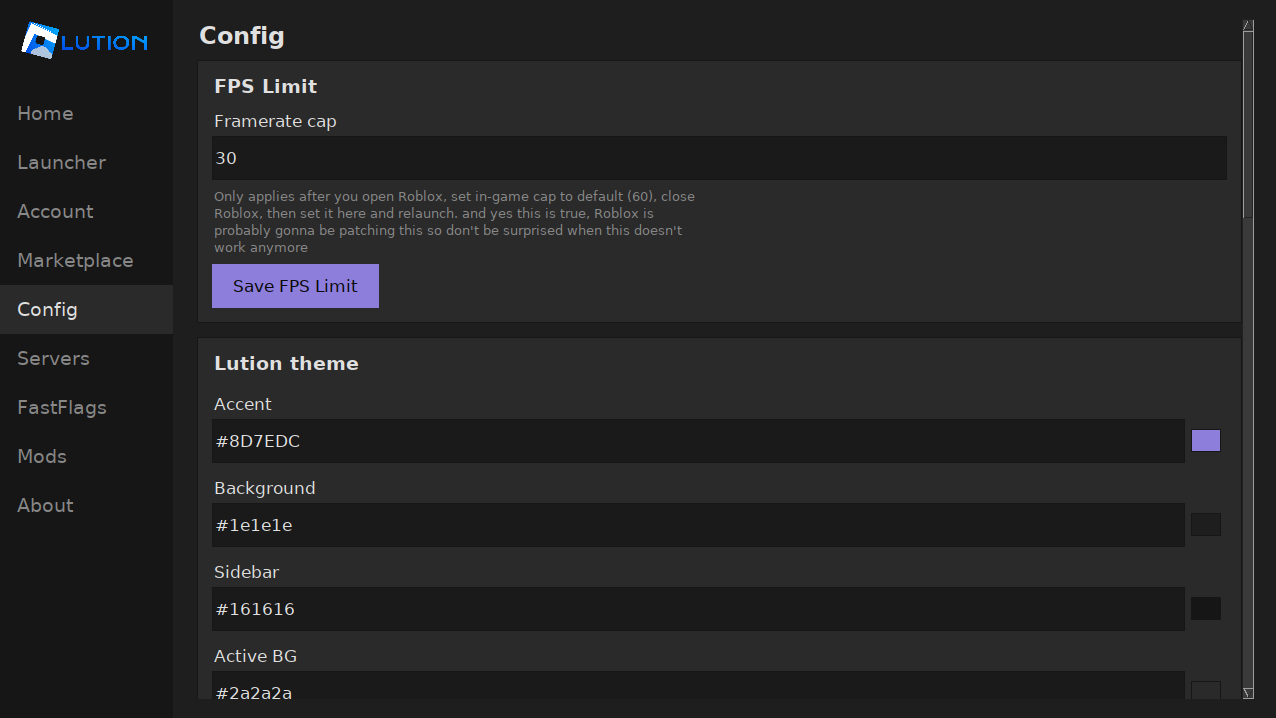 LUTION
Home
Launcher
Account
Marketplace
Config
Servers
FastFlags
Mods
About
Config
FPS Limit
Framerate cap
30
Only applies after you open Roblox, set in-game cap to default (60), close
Roblox, then set it here and relaunch. and yes this is true, Roblox is
probably gonna be patching this so don't be surprised when this doesn't
work anymore
Save FPS Limit
Lution theme
Accent
#8D7EDC
Background
#1e1e1e
Sidebar
#161616
Active BG
#2a2a2a